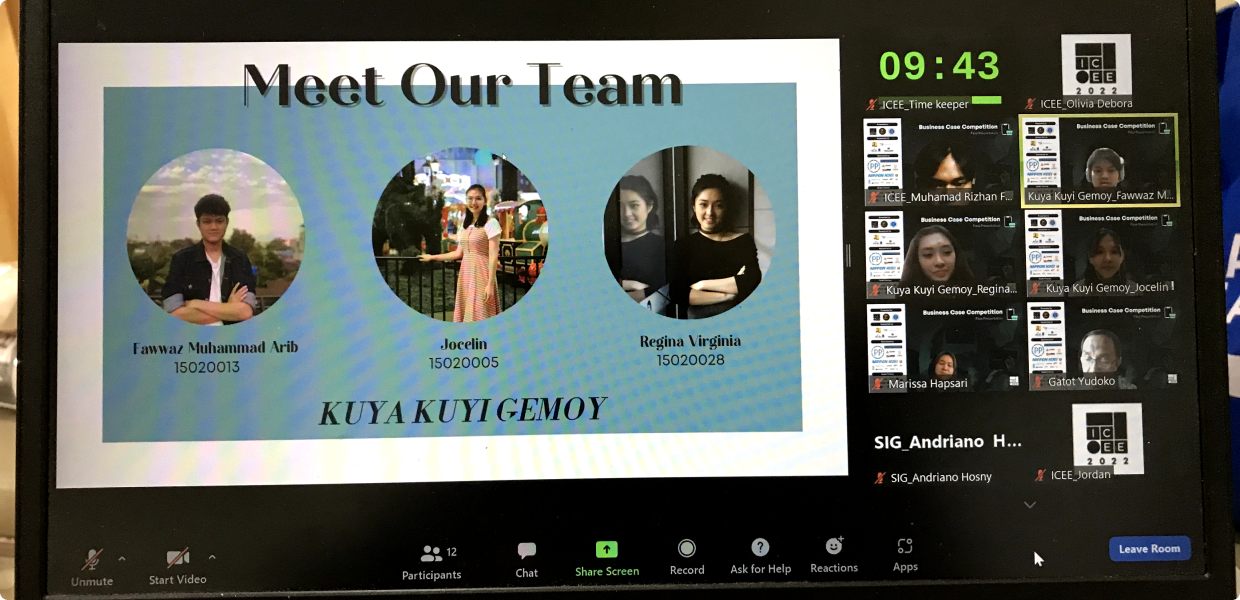 Meet Our Team
Fawwaz Muhammad Arib
15020013
Jocelin
15020005
Regina Virginia
15020028
KUYA KUYI GEMOY
09:43
ICEE_Time keeper
IC
EE
2022
ICEE_Olivia Debora
Business Case Competition
ICEE_Muhamad Rizhan F...
Business Case Competition
Kuya Kuyi Gemoy_Fawwaz M...
Business Case Competition
Kuya Kuyi Gemoy_Regina...
Business Case Competition
Kuya Kuyi Gemoy_Jocelin
Business Case Competition
Marissa Hapsari
Business Case Competition
Gatot Yudoko
SIG_Andriano H...
SIG_Andriano Hosny
IC
EE
2022
ICEE_Jordan
Unmute
Start Video
12
Participants
Chat
Share Screen
Record
Ask for Help
Reactions
Apps
Leave Room